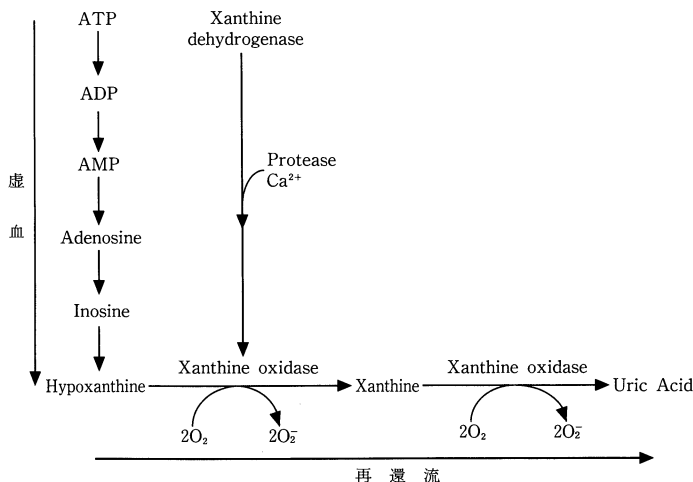 ATP
ADP
AMP
Adenosine
Inosine
Hypoxanthine
虚
血
Xanthine
dehydrogenase
Protease
Ca²⁺
Xanthine oxidase
2O₂
2O₂⁻
Xanthine
Xanthine oxidase
2O₂
2O₂⁻
Uric Acid
再 還 流